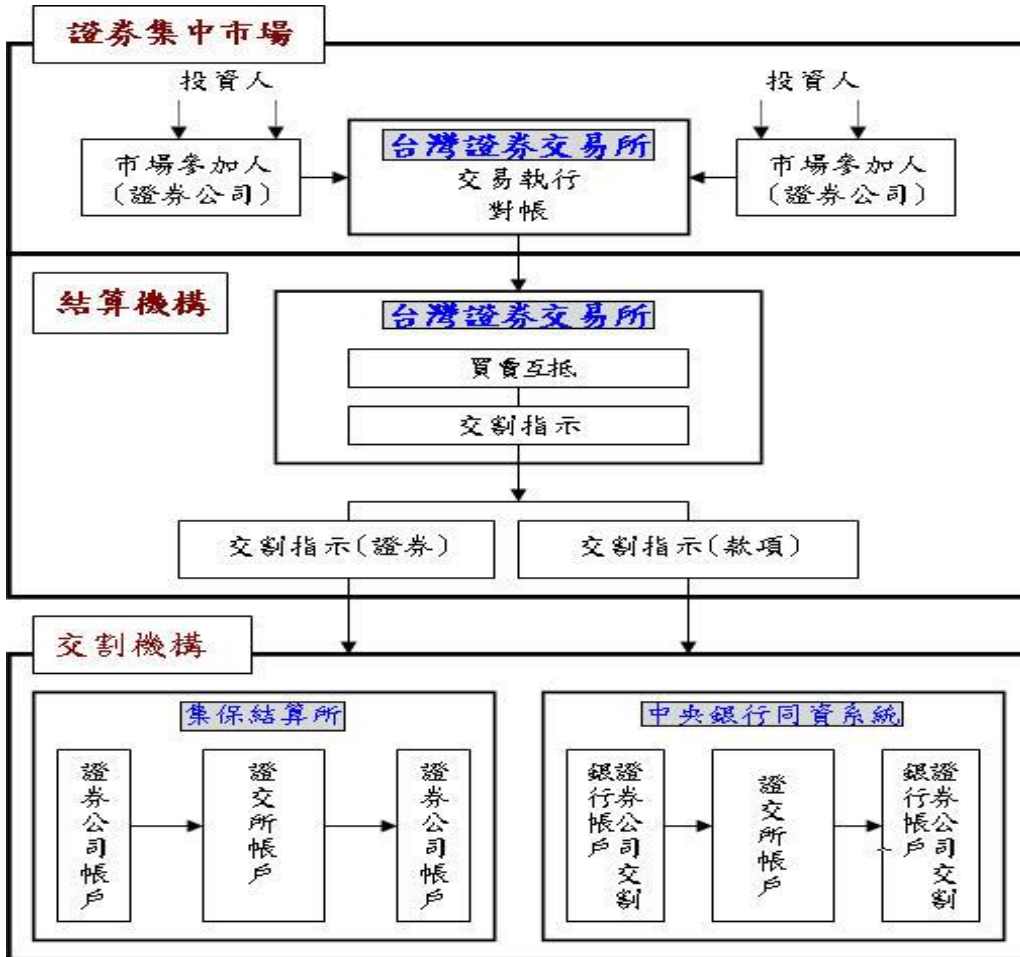 證券集中市場
投資人
投資人
市場參加人
(證券公司)
台灣證券交易所
交易執行
對帳
市場參加人
(證券公司)
結算機構
台灣證券交易所
買賣互抵
交割指示
交割指示(證券)
交割指示(款項)
交割機構
集保結算所
證券公司帳戶
證交所帳戶
證券公司帳戶
中央銀行同資系統
證券公司交割
銀行帳戶
證交所帳戶
證券公司交割
銀行帳戶